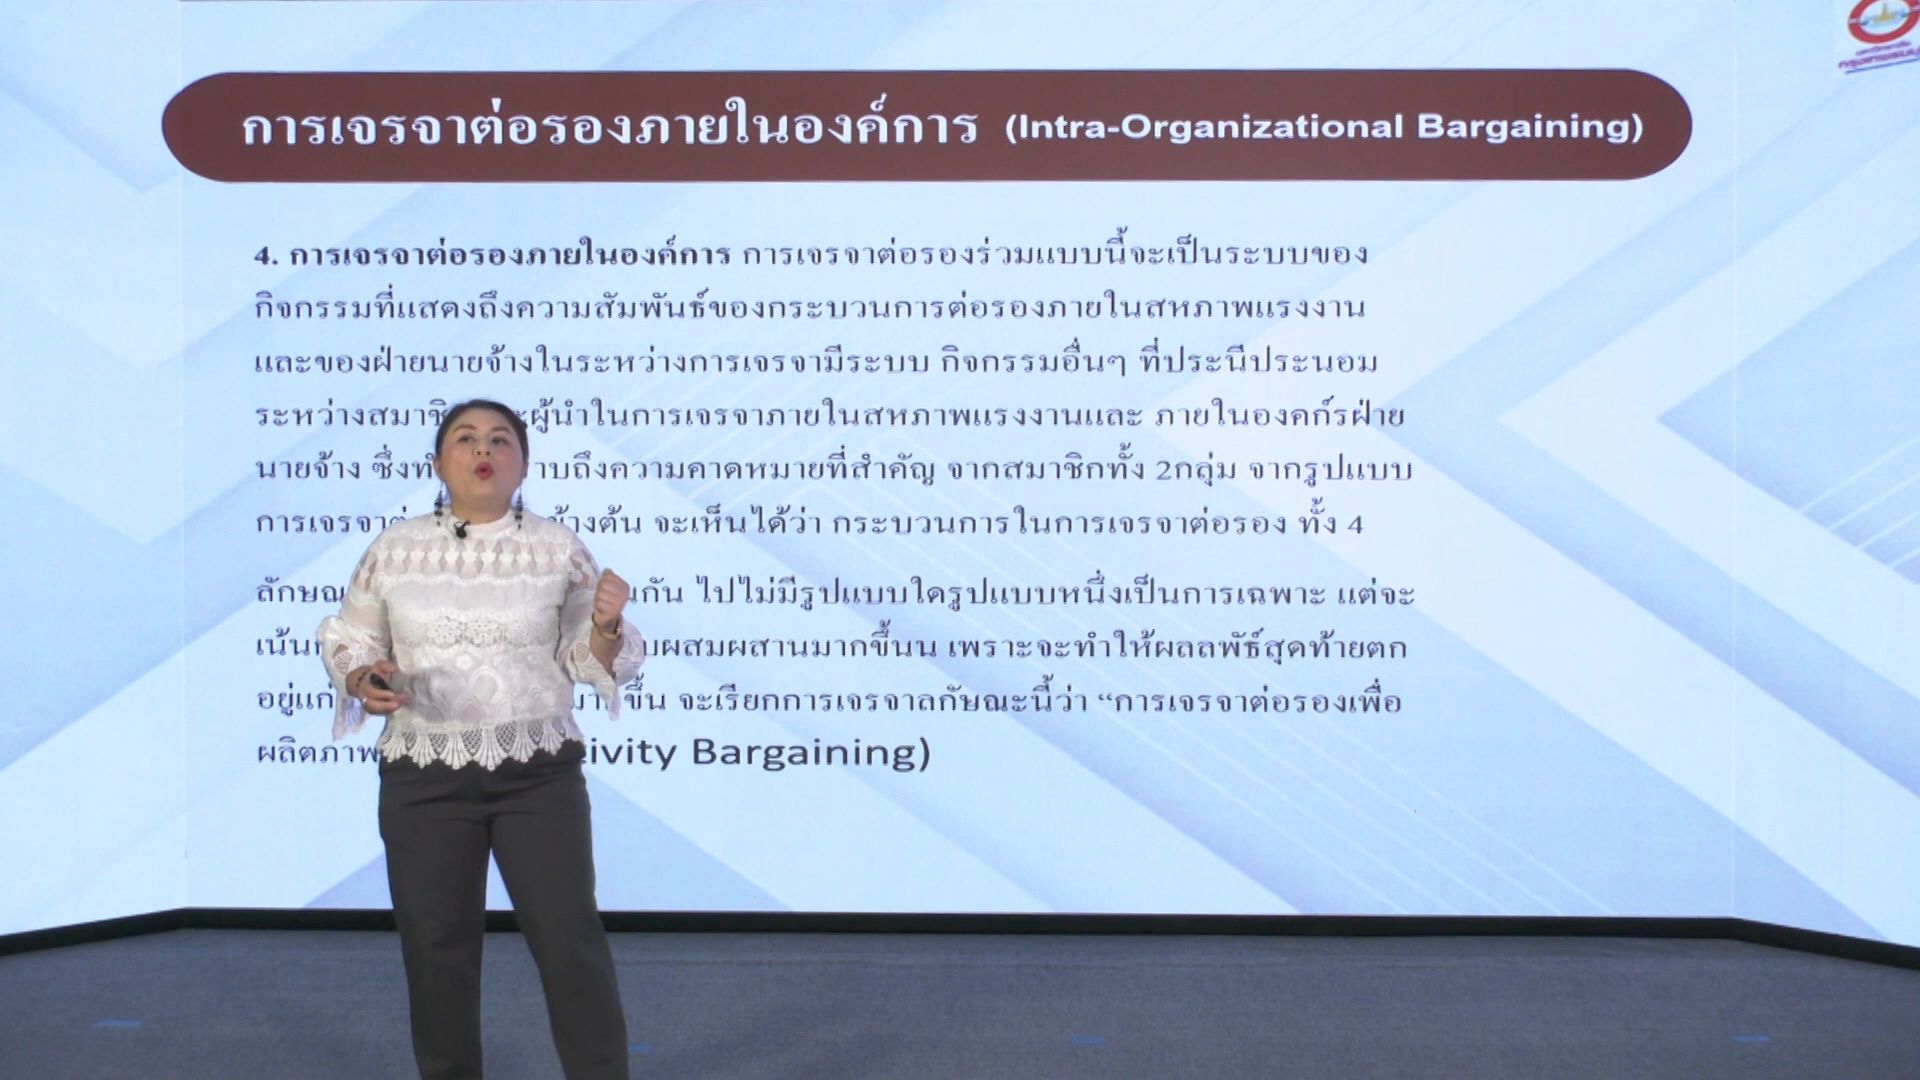 การเจรจาต่อรองภายในองค์การ (Intra-Organizational Bargaining)
4. การเจรจาต่อรองภายในองค์การ การเจรจาต่อรองร่วมแบบนี้จะเป็นระบบของ
กิจกรรมที่แสดงถึงความสัมพันธ์ของกระบวนการต่อรองภายในสหภาพแรงงาน
และของฝ่ายนายจ้างในระหว่างการเจรจามีระบบ กิจกรรมอื่นๆ ที่ประนีประนอม
ระหว่างสมาชิ ผู้นำในการเจรจาภายในสหภาพแรงงานและ ภายในองคก์รฝ่าย
นายจ้าง ซึ่งทำ าบถึงความคาดหมายที่สำคัญ จากสมาชิกทั้ง 2กลุ่ม จากรูปแบบ
การเจรจาต่ ข้างต้น จะเห็นได้ว่า กระบวนการในการเจรจาต่อรอง ทั้ง 4
ลักษณ นกัน ไปไม่มีรูปแบบใดรูปแบบหนึ่งเป็นการเฉพาะ แต่จะ
เน้น บผสมผสานมากขึ้นน เพราะจะทำให้ผลลพัธ์สุดท้ายตก
อยู่แก่ มากขึ้น จะเรียกการเจรจาลกัษณะนี้ว่า “การเจรจาต่อรองเพื่อ
ผลิตภาพ tivity Bargaining)